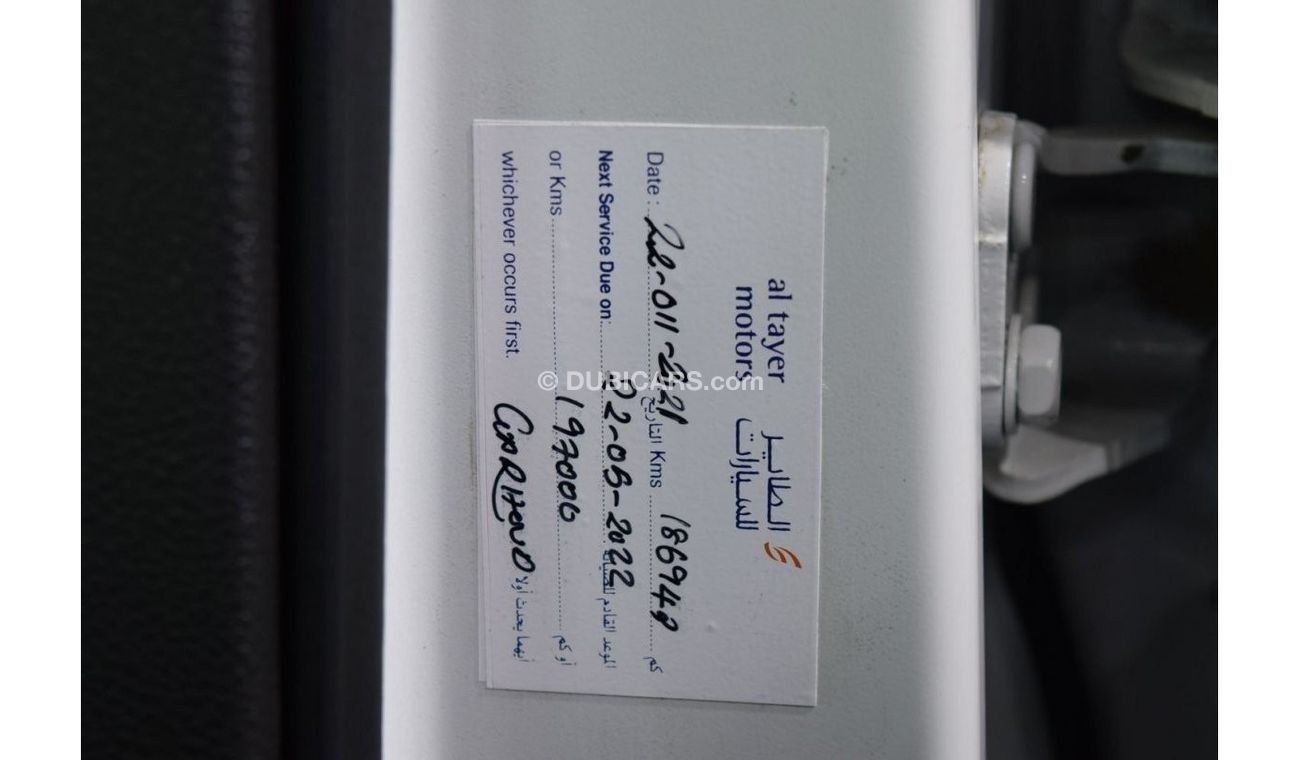 al tayer الطاير
motors للسيارات
Date : 22-011-2021 التاريخ Kms 186948 كم
Next Service Due on: 22-05-2022 الموعد القادم للصيانة
or Kms 197000 أو كم
whichever occurs first. أيهما يحدث أولا
© DUBICARS.com